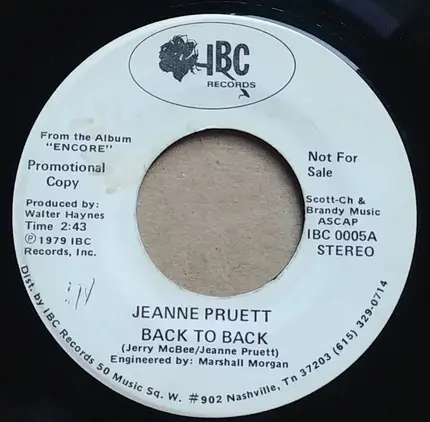 IBC
RECORDS
From the Album
"ENCORE"
Promotional
Copy
Produced by:
Walter Haynes
Time 2:43
Ⓟ 1979 IBC
Records, Inc.
Not For
Sale
Scott-Ch &
Brandy Music
ASCAP
IBC 0005A
STEREO
JEANNE PRUETT
BACK TO BACK
(Jerry McBee/Jeanne Pruett)
Engineered by: Marshall Morgan
Dist. by IBC Records 50 Music Sq. W. #902 Nashville, Tn 37203 (615) 329-0714